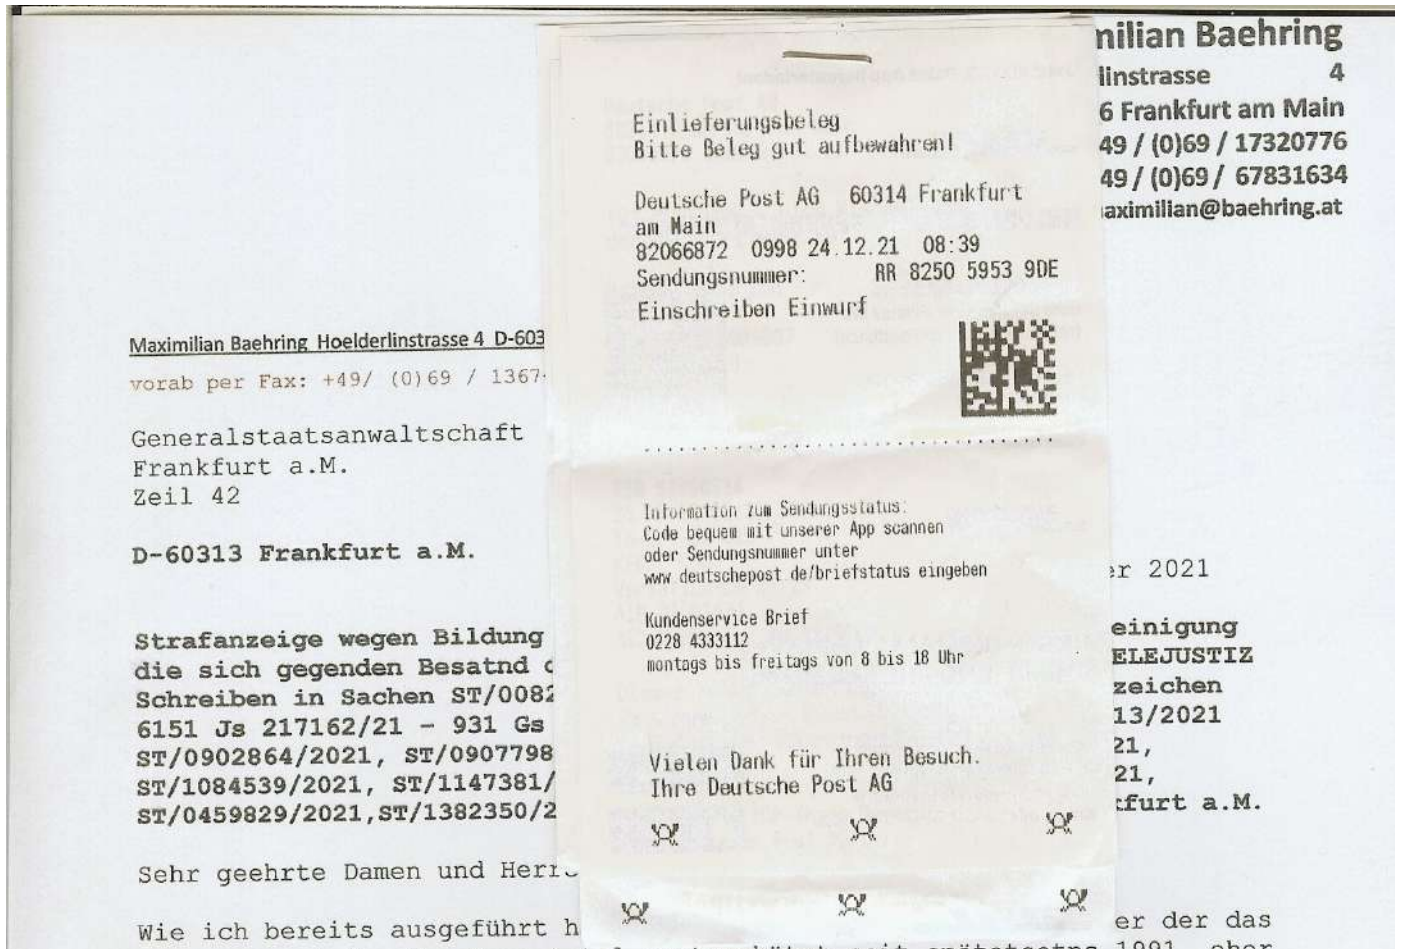 nilian Baehring
linstrasse 4
6 Frankfurt am Main
49 / (0)69 / 17320776
49 / (0)69 / 67831634
aximilian@baehring.at
Einlieferungsbeleg
Bitte Beleg gut aufbewahren!
Deutsche Post AG 60314 Frankfurt
am Main
82066872 0998 24.12.21 08:39
Sendungsnummer: RR 8250 5953 9DE
Einschreiben Einwurf
Information zum Sendungsstatus:
Code bequem mit unserer App scannen
oder Sendungsnummer unter
www.deutschepost.de/briefstatus eingeben
Kundenservice Brief
0228 4333112
montags bis freitags von 8 bis 18 Uhr
Vielen Dank für Ihren Besuch.
Ihre Deutsche Post AG
Maximilian Baehring Hoelderlinstrasse 4 D-603
vorab per Fax: +49/ (0)69 / 1367
Generalstaatsanwaltschaft
Frankfurt a.M.
Zeil 42
D-60313 Frankfurt a.M.
er 2021
Strafanzeige wegen Bildung einigung
die sich gegenden Besatnd d ELEJUSTIZ
Schreiben in Sachen ST/0082 zeichen
6151 Js 217162/21 - 931 Gs 13/2021
ST/0902864/2021, ST/0907798 21,
ST/1084539/2021, ST/1147381/ 21,
ST/0459829/2021,ST/1382350/2 kfurt a.M.
Sehr geehrte Damen und Herr
Wie ich bereits ausgeführt h er der das